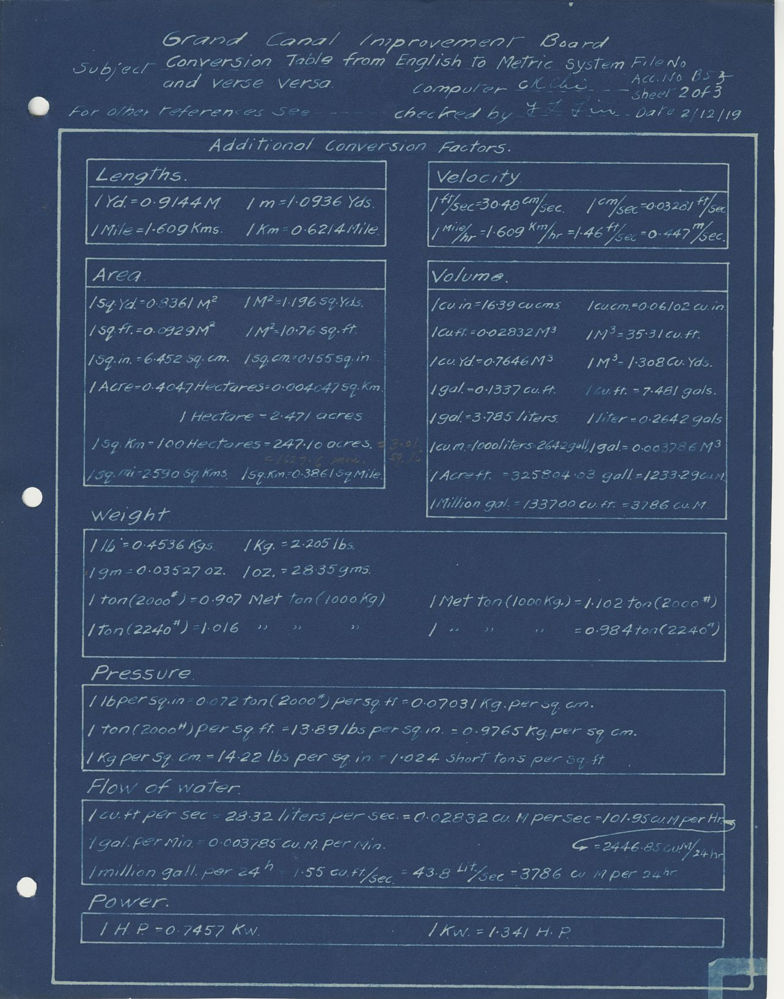 Grand Canal Improvement Board
Subject Conversion Table from English to Metric System File No
and verse versa. Computer CK Chi Acc. No B53
Sheet 2 of 3
For other references see checked by Date 2/12/19
Additional Conversion Factors.
Lengths.
1 Yd. = 0.9144 M. 1 m = 1.0936 Yds.
1 Mile = 1.609 Kms. 1 Km = 0.6214 Mile.
Velocity
1 ft/sec = 30.48 cm/sec. 1 cm/sec = 0.03281 ft/sec
1 Mile/hr = 1.609 Km/hr = 1.46 ft/sec = 0.447 m/sec.
Area
1 Sq. Yd. = 0.8361 M² 1 M² = 1.196 Sq. Yds.
1 sq. ft. = 0.0929 M² 1 M² = 10.76 sq. ft.
1 sq. in. = 6.452 sq. cm. 1 sq. cm. = 0.155 sq. in.
1 Acre = 0.4047 Hectares = 0.004047 sq. Km.
1 Hectare = 2.471 acres
1 sq. Km = 100 Hectares = 247.10 acres. = 3.01 sq. li
= 1627.6 mou.
1 sq. mi = 2.590 Sq. Kms. 1 Sq. Km. = 0.3861 Sq Mile.
Volume.
1 cu. in = 16.39 cu cms 1 cu. cm. = 0.06102 cu. in
1 cu. ft. = 0.02832 M³ 1 M³ = 35.31 cu. ft.
1 cu. Yd = 0.7646 M³ 1 M³ = 1.308 Cu. Yds.
1 gal. = 0.1337 cu. ft. 1 cu. ft. = 7.481 gals.
1 gal. = 3.785 liters. 1 liter = 0.2642 gals
1 cu. m. = 1000 liters = 2642 gall, 1 gal = 0.003786 M³
1 Acre ft. = 325804.03 gall. = 1233.29 cu M.
1 Million gal. = 133700 cu. ft. = 3786 cu. M
Weight
1 lb = 0.4536 Kgs 1 Kg. = 2.205 lbs.
1 gm = 0.03527 oz. 1 oz. = 28.35 gms.
1 ton (2000#) = 0.907 Met ton (1000 Kg) 1 Met ton (1000 Kg.) = 1.102 ton (2000#)
1 ton (2240#) = 1.016 " " " 1 " " " = 0.984 ton (2240#)
Pressure.
1 lb per sq. in = 0.072 ton (2000#) per sq. ft = 0.07031 Kg. per sq. cm.
1 ton (2000#) per sq. ft. = 13.89 lbs per sq. in. = 0.9765 Kg. per sq cm.
1 Kg per Sq. cm. = 14.22 lbs per sq. in = 1.024 short tons per sq. ft.
Flow of water.
1 cu. ft per sec = 28.32 liters per sec. = 0.02832 cu. M per sec = 101.95 cu. M per Hr.
1 gal. per Min. = 0.003785 cu. M. per Min. = 2446.85 cu. M/24 hr
1 million gall. per 24 h = 1.55 cu. ft/sec = 43.8 Lit./sec = 3786 cu. M per 24 hr
Power.
1 H. P. = 0.7457 Kw. 1 KW. = 1.341 H. P.